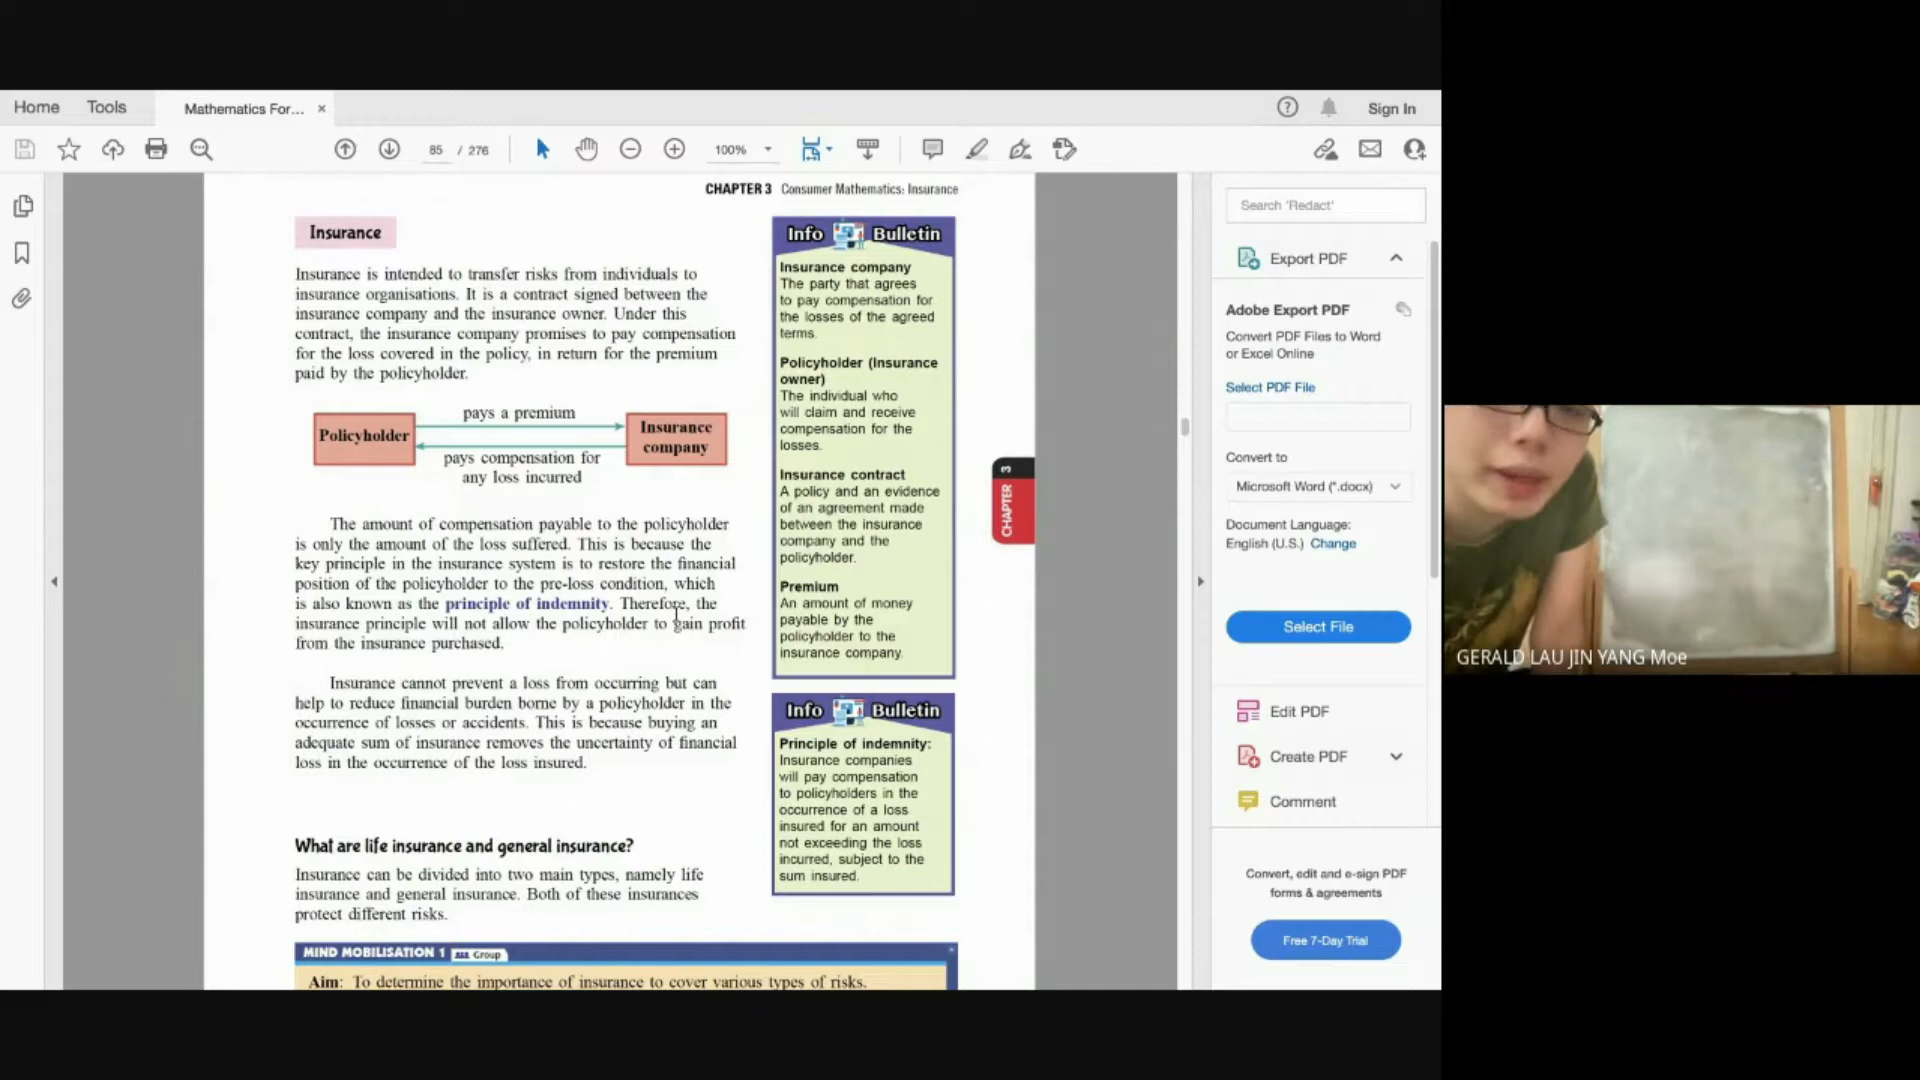 Home
Tools
Mathematics For... ×
Sign In
85 / 276
100%
CHAPTER 3 Consumer Mathematics: Insurance
Insurance
Insurance is intended to transfer risks from individuals to
insurance organisations. It is a contract signed between the
insurance company and the insurance owner. Under this
contract, the insurance company promises to pay compensation
for the loss covered in the policy, in return for the premium
paid by the policyholder.
pays a premium
Policyholder
Insurance
company
pays compensation for
any loss incurred
The amount of compensation payable to the policyholder
is only the amount of the loss suffered. This is because the
key principle in the insurance system is to restore the financial
position of the policyholder to the pre-loss condition, which
is also known as the principle of indemnity. Therefore, the
insurance principle will not allow the policyholder to gain profit
from the insurance purchased.
Insurance cannot prevent a loss from occurring but can
help to reduce financial burden borne by a policyholder in the
occurrence of losses or accidents. This is because buying an
adequate sum of insurance removes the uncertainty of financial
loss in the occurrence of the loss insured.
What are life insurance and general insurance?
Insurance can be divided into two main types, namely life
insurance and general insurance. Both of these insurances
protect different risks.
MIND MOBILISATION 1 Group
Aim: To determine the importance of insurance to cover various types of risks.
Info Bulletin
Insurance company
The party that agrees
to pay compensation for
the losses of the agreed
terms.
Policyholder (Insurance
owner)
The individual who
will claim and receive
compensation for the
losses.
Insurance contract
A policy and an evidence
of an agreement made
between the insurance
company and the
policyholder.
Premium
An amount of money
payable by the
policyholder to the
insurance company.
Info Bulletin
Principle of indemnity:
Insurance companies
will pay compensation
to policyholders in the
occurrence of a loss
insured for an amount
not exceeding the loss
incurred, subject to the
sum insured.
CHAPTER 3
Search 'Redact'
Export PDF
Adobe Export PDF
Convert PDF Files to Word
or Excel Online
Select PDF File
Convert to
Microsoft Word (*.docx)
Document Language:
English (U.S.) Change
Select File
Edit PDF
Create PDF
Comment
Convert, edit and e-sign PDF
forms & agreements
Free 7-Day Trial
GERALD LAU JIN YANG Moe